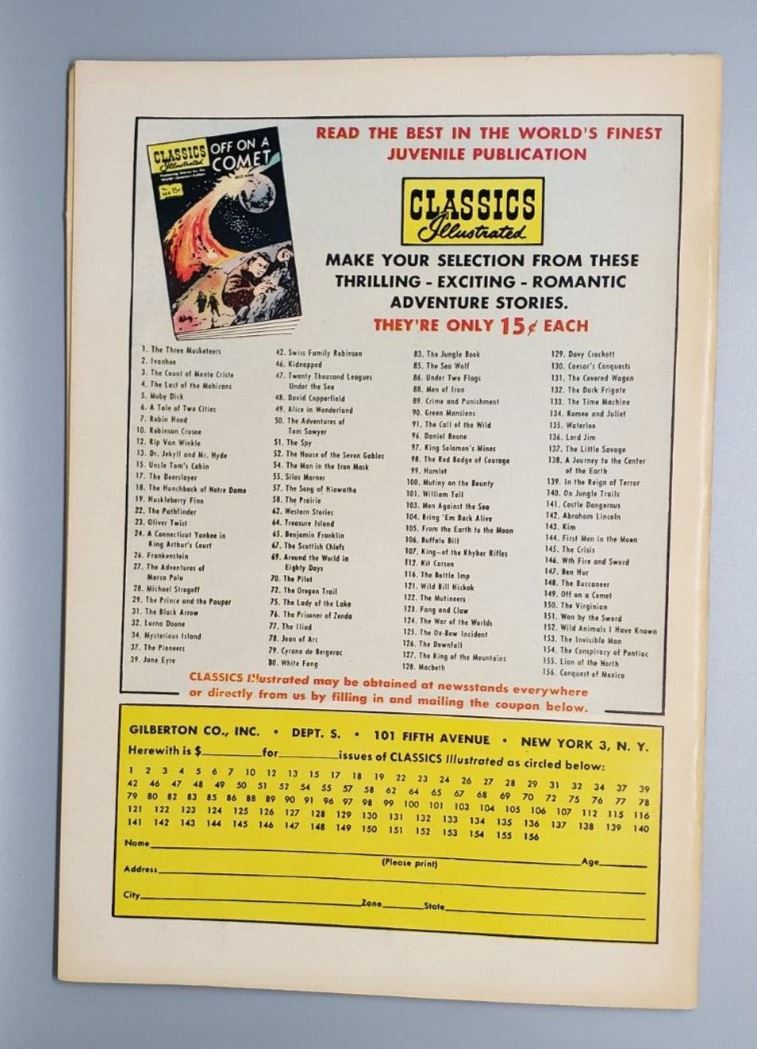 CLASSICS
Illustrated
OFF ON A
COMET
15¢
READ THE BEST IN THE WORLD'S FINEST
JUVENILE PUBLICATION
CLASSICS
Illustrated
MAKE YOUR SELECTION FROM THESE
THRILLING - EXCITING - ROMANTIC
ADVENTURE STORIES.
THEY'RE ONLY 15¢ EACH
1. The Three Musketeers
2. Ivanhoe
3. The Count of Monte Cristo
4. The Last of the Mohicans
5. Moby Dick
6. A Tale of Two Cities
7. Robin Hood
10. Robinson Crusoe
12. Rip Van Winkle
13. Dr. Jekyll and Mr. Hyde
15. Uncle Tom's Cabin
17. The Deerslayer
18. The Hunchback of Notre Dame
19. Huckleberry Finn
22. The Pathfinder
23. Oliver Twist
24. A Connecticut Yankee in
King Arthur's Court
26. Frankenstein
27. The Adventures of
Marco Polo
28. Michael Strogoff
29. The Prince and the Pauper
31. The Black Arrow
32. Lorna Doone
34. Mysterious Island
37. The Pioneers
39. Jane Eyre
42. Swiss Family Robinson
46. Kidnapped
47. Twenty Thousand Leagues
Under the Sea
48. David Copperfield
49. Alice in Wonderland
50. The Adventures of
Tom Sawyer
51. The Spy
52. The House of the Seven Gables
54. The Man in the Iron Mask
55. Silas Marner
57. The Song of Hiawatha
58. The Prairie
62. Western Stories
64. Treasure Island
65. Benjamin Franklin
67. The Scottish Chiefs
69. Around the World in
Eighty Days
70. The Pilot
72. The Oregon Trail
75. The Lady of the Lake
76. The Prisoner of Zenda
77. The Iliad
78. Joan of Arc
79. Cyrano de Bergerac
80. White Fang
83. The Jungle Book
85. The Sea Wolf
86. Under Two Flags
88. Men of Iron
89. Crime and Punishment
90. Green Mansions
91. The Call of the Wild
96. Daniel Boone
97. King Solomon's Mines
98. The Red Badge of Courage
99. Hamlet
100. Mutiny on the Bounty
101. William Tell
103. Men Against the Sea
104. Bring 'Em Back Alive
105. From the Earth to the Moon
106. Buffalo Bill
107. King-of the Khyber Rifles
112. Kit Carson
116. The Bottle Imp
121. Wild Bill Hickok
122. The Mutineers
123. Fang and Claw
124. The War of the Worlds
125. The Ox-Bow Incident
126. The Downfall
127. The King of the Mountains
128. Macbeth
129. Davy Crockett
130. Caesar's Conquests
131. The Covered Wagon
132. The Dark Frigate
133. The Time Machine
134. Romeo and Juliet
135. Waterloo
136. Lord Jim
137. The Little Savage
138. A Journey to the Center
of the Earth
139. In the Reign of Terror
140. On Jungle Trails
141. Castle Dangerous
142. Abraham Lincoln
143. Kim
144. First Men in the Moon
145. The Crisis
146. With Fire and Sword
147. Ben Hur
148. The Buccaneer
149. Off on a Comet
150. The Virginian
151. Won by the Sword
152. Wild Animals I Have Known
153. The Invisible Man
154. The Conspiracy of Pontiac
155. Lion of the North
156. Conquest of Mexico
CLASSICS Illustrated may be obtained at newsstands everywhere
or directly from us by filling in and mailing the coupon below.
GILBERTON CO., INC. • DEPT. S. • 101 FIFTH AVENUE • NEW YORK 3, N. Y.
Herewith is $ for issues of CLASSICS Illustrated as circled below:
1 2 3 4 5 6 7 10 12 13 15 17 18 19 22 23 24 26 27 28 29 31 32 34 37 39
42 46 47 48 49 50 51 52 54 55 57 58 62 64 65 67 68 69 70 72 75 76 77 78
79 80 82 83 85 86 88 89 90 91 96 97 98 99 100 101 103 104 105 106 107 112 115 116
121 122 123 124 125 126 127 128 129 130 131 132 133 134 135 136 137 138 139 140
141 142 143 144 145 146 147 148 149 150 151 152 153 154 155 156
Name Age
(Please print)
Address
City Zone State